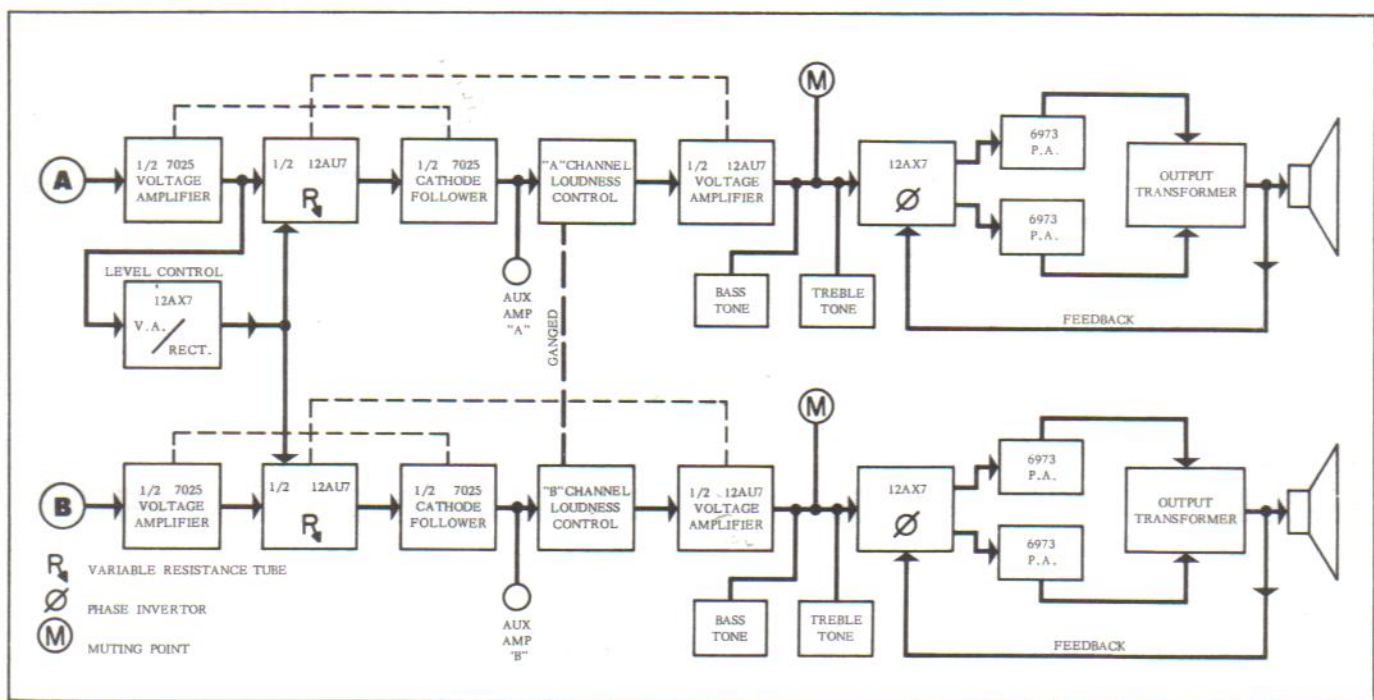 M
A
1/2 7025
VOLTAGE
AMPLIFIER
1/2 12AU7
R
1/2 7025
CATHODE
FOLLOWER
"A" CHANNEL
LOUDNESS
CONTROL
1/2 12AU7
VOLTAGE
AMPLIFIER
12AX7
Ø
6973
P.A.
6973
P.A.
OUTPUT
TRANSFORMER
LEVEL CONTROL
12AX7
V.A.
/
RECT.
AUX
AMP
"A"
GANGED
BASS
TONE
TREBLE
TONE
FEEDBACK
M
B
1/2 7025
VOLTAGE
AMPLIFIER
1/2 12AU7
R
1/2 7025
CATHODE
FOLLOWER
"B" CHANNEL
LOUDNESS
CONTROL
1/2 12AU7
VOLTAGE
AMPLIFIER
12AX7
Ø
6973
P.A.
6973
P.A.
OUTPUT
TRANSFORMER
AUX
AMP
"B"
BASS
TONE
TREBLE
TONE
FEEDBACK
R VARIABLE RESISTANCE TUBE
Ø PHASE INVERTOR
M MUTING POINT